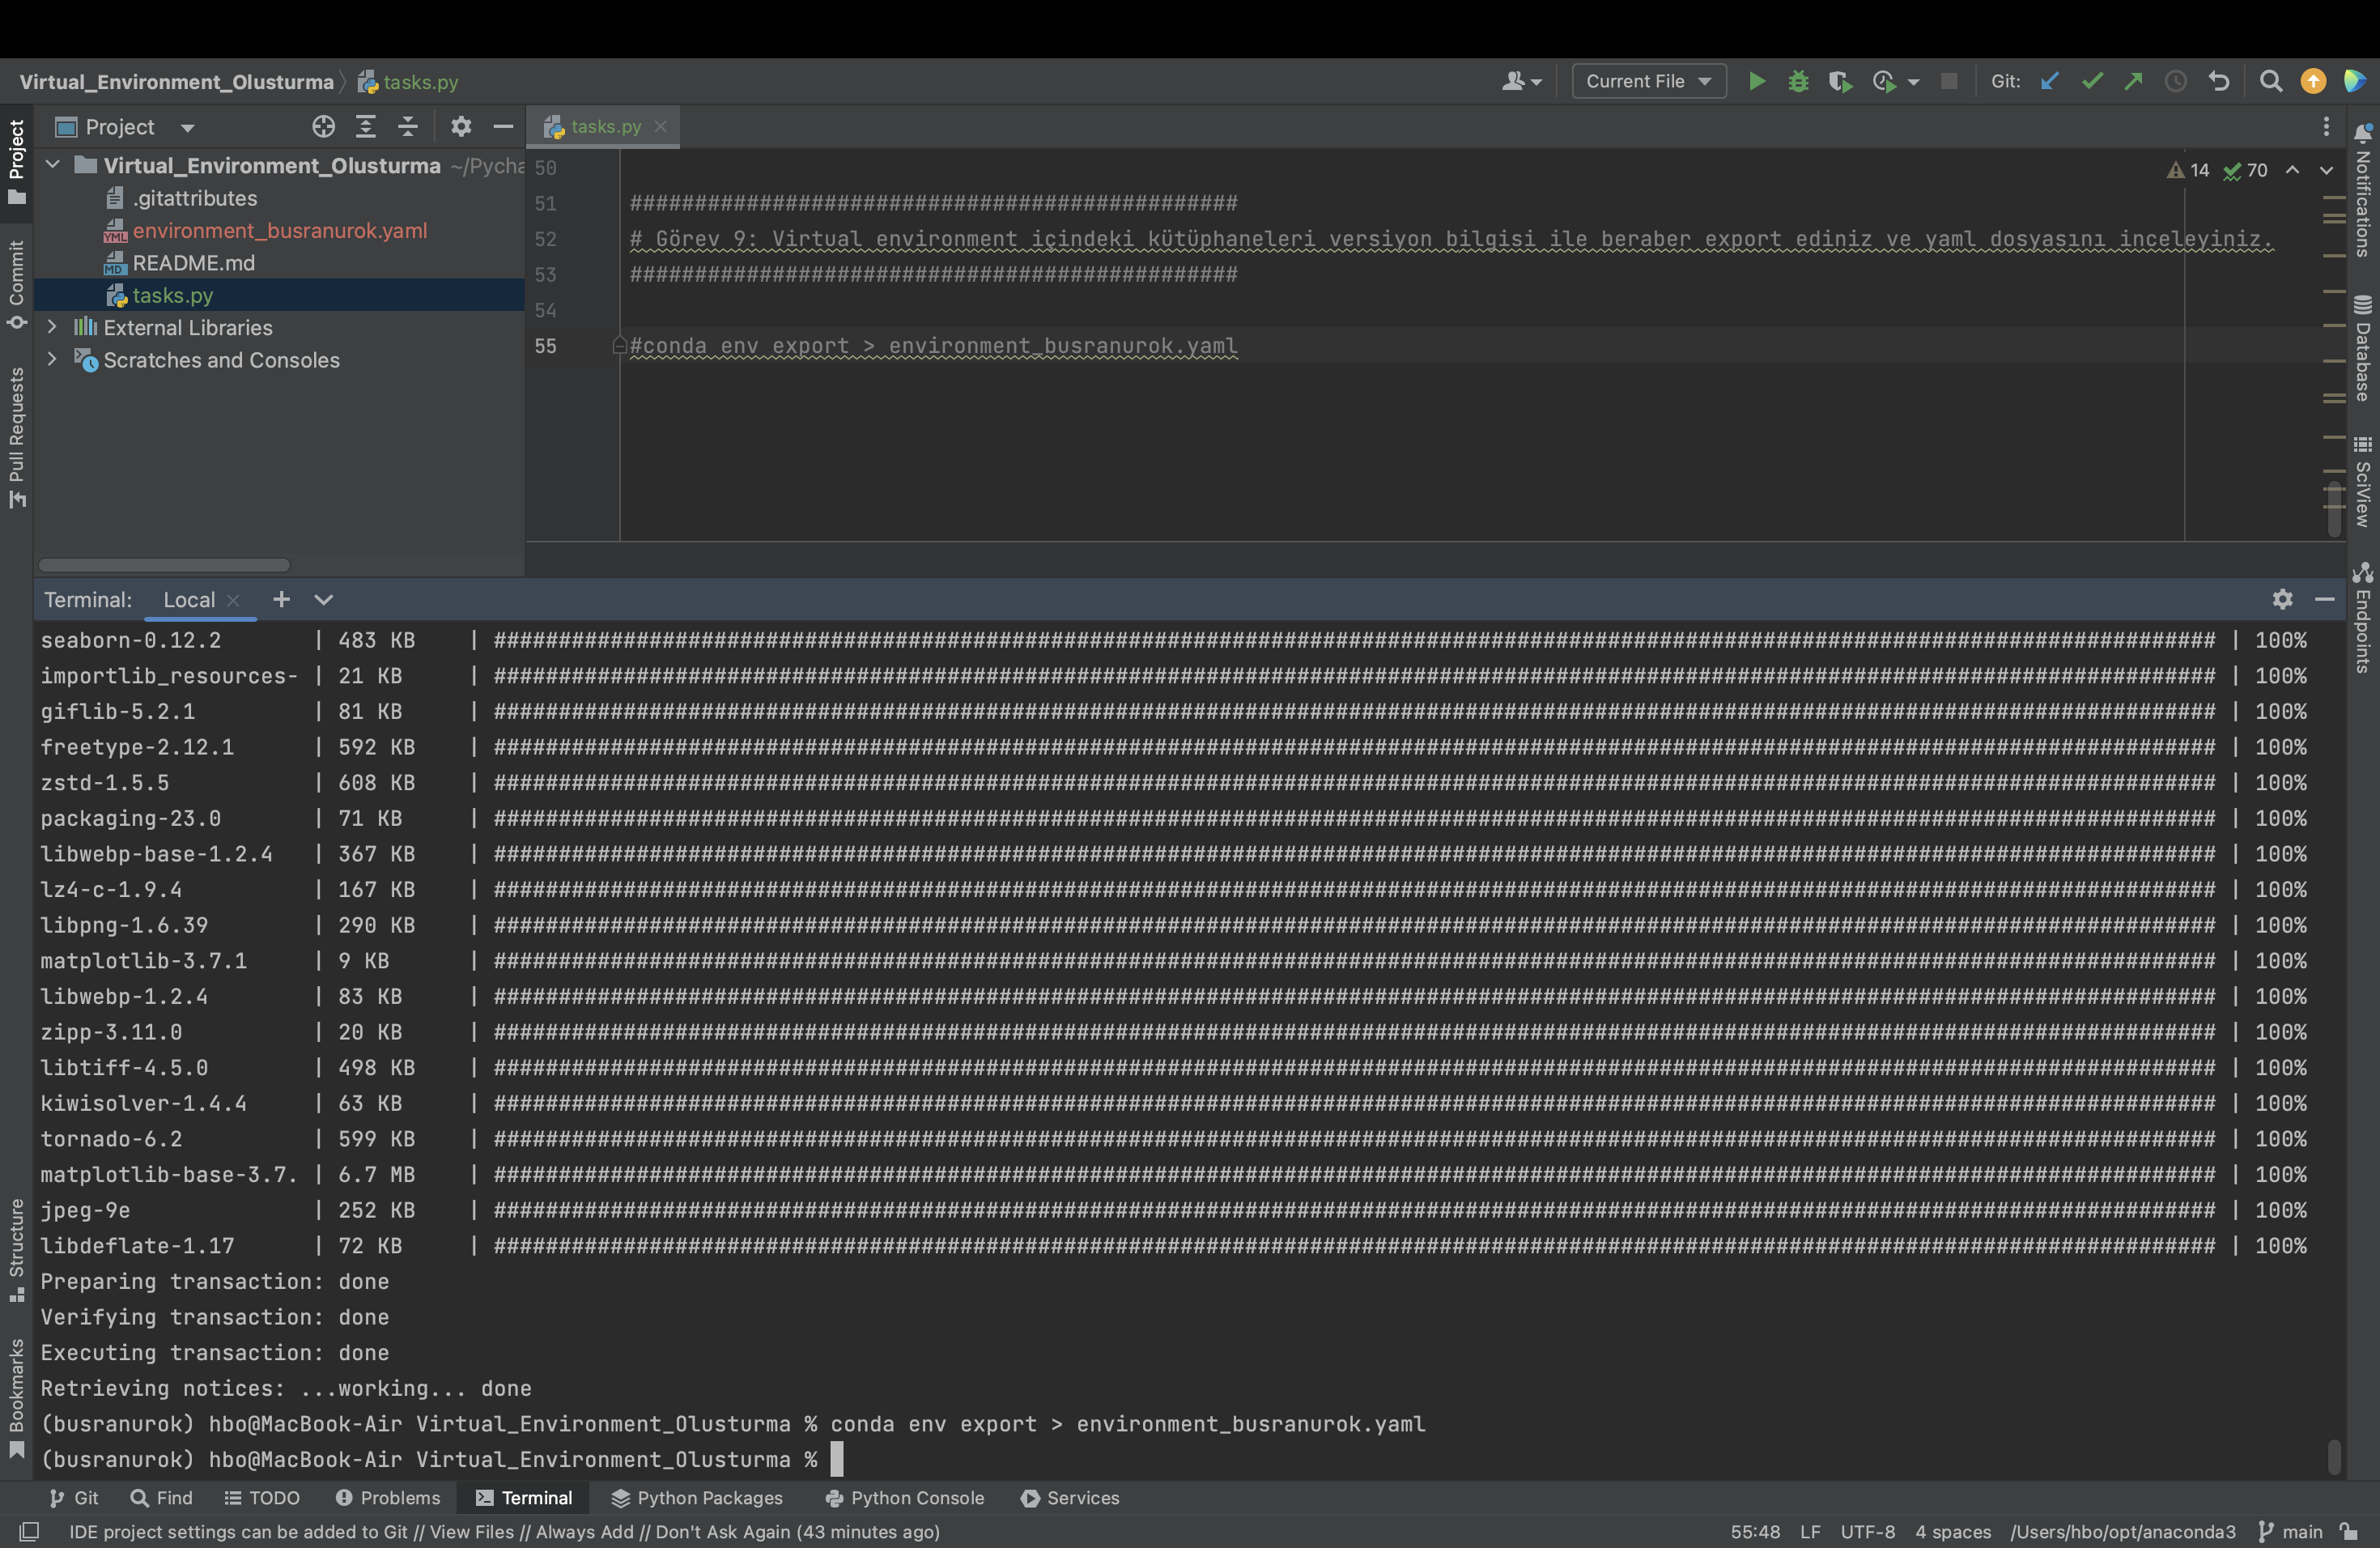 Virtual_Environment_Olusturma tasks.py
Current File
Git:
Project
tasks.py
Virtual_Environment_Olusturma ~/Pycha
.gitattributes
environment_busranurok.yaml
README.md
tasks.py
External Libraries
Scratches and Consoles
Project
Commit
Pull Requests
Structure
Bookmarks
14 70
50
51 ###############################################
52 # Görev 9: Virtual environment içindeki kütüphaneleri versiyon bilgisi ile beraber export ediniz ve yaml dosyasını inceleyiniz.
53 ###############################################
54
55 #conda env export > environment_busranurok.yaml
Notifications
Database
SciView
Endpoints
Terminal: Local
seaborn-0.12.2 | 483 KB | ##################################################################################################################################### | 100%
importlib_resources- | 21 KB | ##################################################################################################################################### | 100%
giflib-5.2.1 | 81 KB | ##################################################################################################################################### | 100%
freetype-2.12.1 | 592 KB | ##################################################################################################################################### | 100%
zstd-1.5.5 | 608 KB | ##################################################################################################################################### | 100%
packaging-23.0 | 71 KB | ##################################################################################################################################### | 100%
libwebp-base-1.2.4 | 367 KB | ##################################################################################################################################### | 100%
lz4-c-1.9.4 | 167 KB | ##################################################################################################################################### | 100%
libpng-1.6.39 | 290 KB | ##################################################################################################################################### | 100%
matplotlib-3.7.1 | 9 KB | ##################################################################################################################################### | 100%
libwebp-1.2.4 | 83 KB | ##################################################################################################################################### | 100%
zipp-3.11.0 | 20 KB | ##################################################################################################################################### | 100%
libtiff-4.5.0 | 498 KB | ##################################################################################################################################### | 100%
kiwisolver-1.4.4 | 63 KB | ##################################################################################################################################### | 100%
tornado-6.2 | 599 KB | ##################################################################################################################################### | 100%
matplotlib-base-3.7. | 6.7 MB | ##################################################################################################################################### | 100%
jpeg-9e | 252 KB | ##################################################################################################################################### | 100%
libdeflate-1.17 | 72 KB | ##################################################################################################################################### | 100%
Preparing transaction: done
Verifying transaction: done
Executing transaction: done
Retrieving notices: ...working... done
(busranurok) hbo@MacBook-Air Virtual_Environment_Olusturma % conda env export > environment_busranurok.yaml
(busranurok) hbo@MacBook-Air Virtual_Environment_Olusturma %
Git Find TODO Problems Terminal Python Packages Python Console Services
IDE project settings can be added to Git // View Files // Always Add // Don't Ask Again (43 minutes ago) 55:48 LF UTF-8 4 spaces /Users/hbo/opt/anaconda3 main